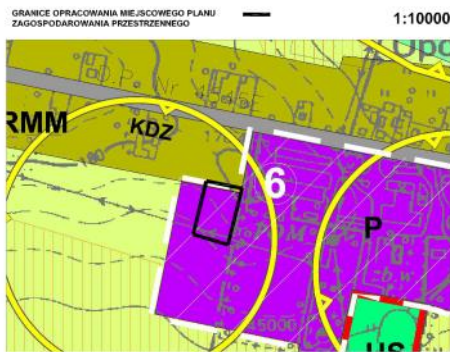 GRANICE OPRACOWANIA MIEJSCOWEGO PLANU
ZAGOSPODAROWANIA PRZESTRZENNEGO
1:10000
RMM
KDZ
6
P
US